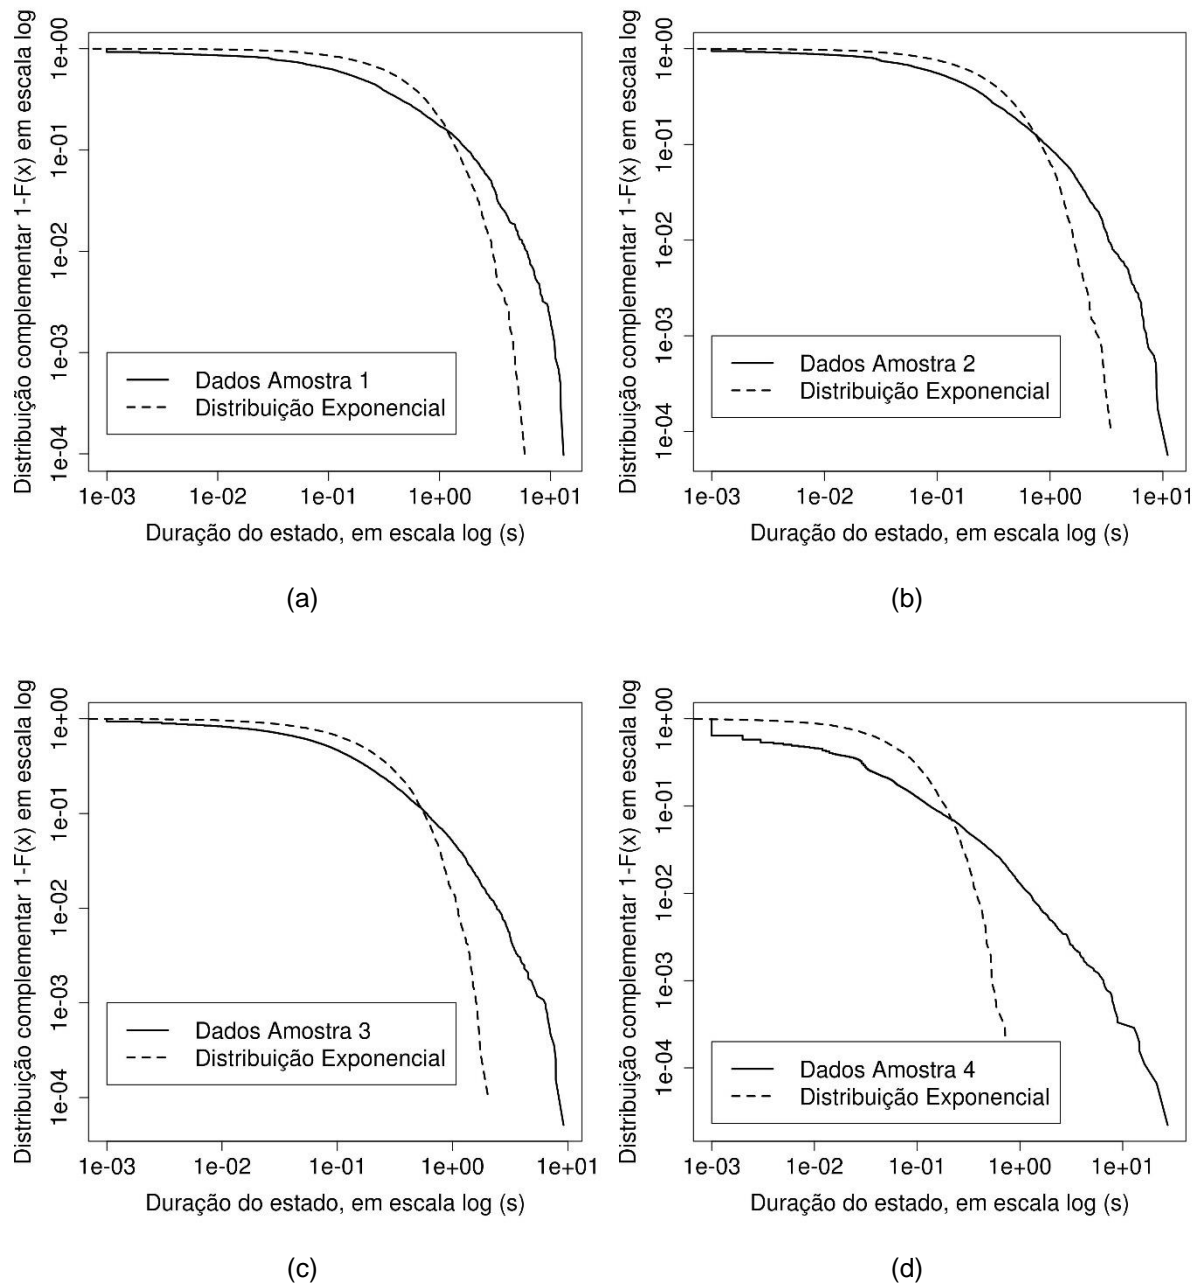 Distribuição complementar 1-F(x) em escala log
1e+00
1e-01
1e-02
1e-03
1e-04
Dados Amostra 1
Distribuição Exponencial
1e-03 1e-02 1e-01 1e+00 1e+01
Duração do estado, em escala log (s)
(a)
Distribuição complementar 1-F(x) em escala log
1e+00
1e-01
1e-02
1e-03
1e-04
Dados Amostra 2
Distribuição Exponencial
1e-03 1e-02 1e-01 1e+00 1e+01
Duração do estado, em escala log (s)
(b)
Distribuição complementar 1-F(x) em escala log
1e+00
1e-01
1e-02
1e-03
1e-04
Dados Amostra 3
Distribuição Exponencial
1e-03 1e-02 1e-01 1e+00 1e+01
Duração do estado, em escala log (s)
(c)
Distribuição complementar 1-F(x) em escala log
1e+00
1e-01
1e-02
1e-03
1e-04
Dados Amostra 4
Distribuição Exponencial
1e-03 1e-02 1e-01 1e+00 1e+01
Duração do estado, em escala log (s)
(d)